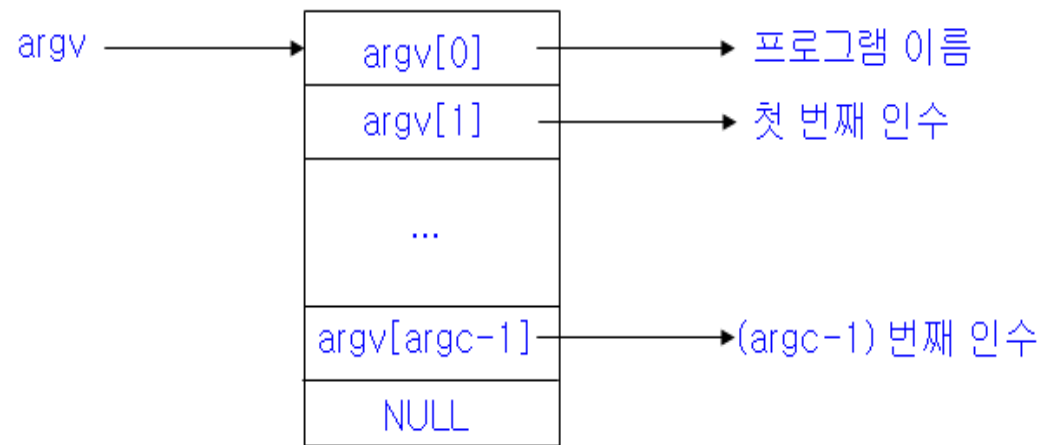 argv
argv[0]
프로그램 이름
argv[1]
첫 번째 인수
...
argv[argc-1]
(argc-1) 번째 인수
NULL